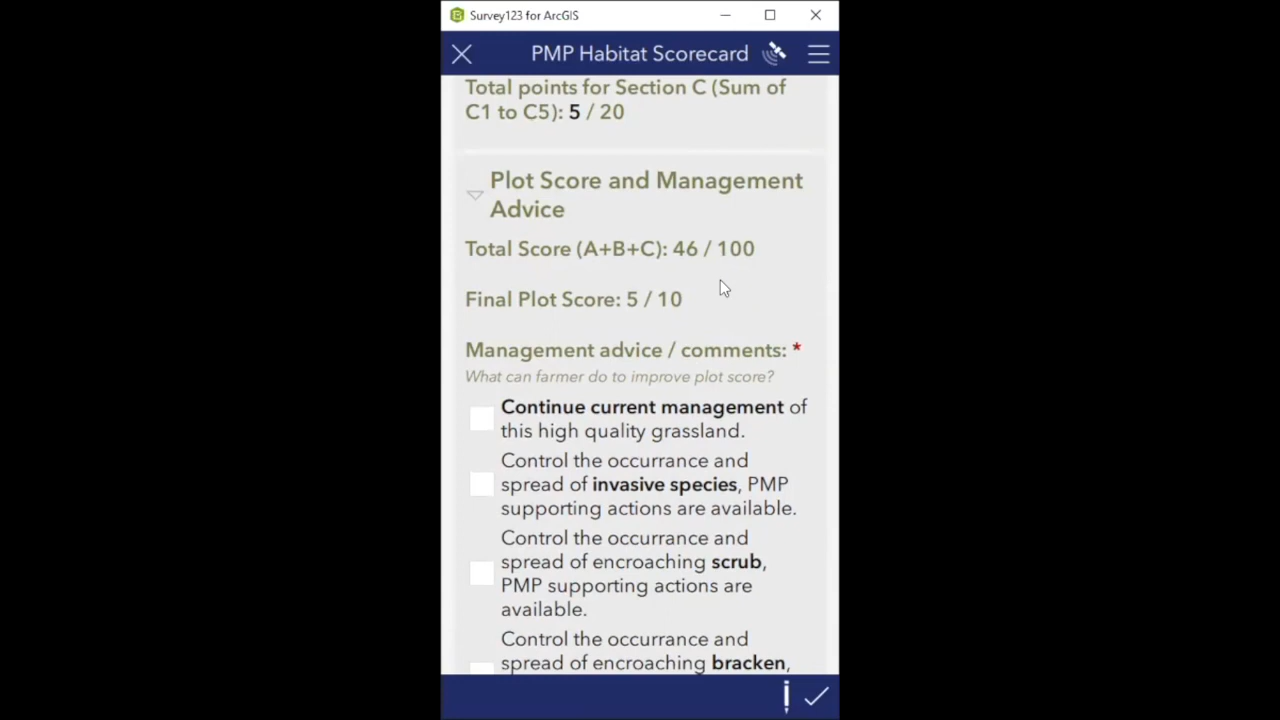 Survey123 for ArcGIS
PMP Habitat Scorecard
Total points for Section C (Sum of
C1 to C5): 5 / 20
Plot Score and Management
Advice
Total Score (A+B+C): 46 / 100
Final Plot Score: 5 / 10
Management advice / comments: *
What can farmer do to improve plot score?
Continue current management of
this high quality grassland.
Control the occurrance and
spread of invasive species, PMP
supporting actions are available.
Control the occurrance and
spread of encroaching scrub,
PMP supporting actions are
available.
Control the occurrance and
spread of encroaching bracken,